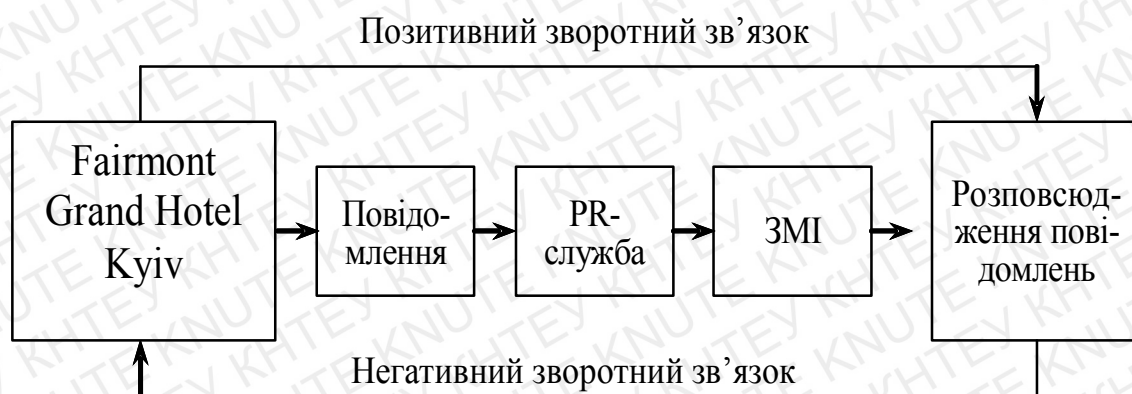 Позитивний зворотний зв’язок
Fairmont
Grand Hotel
Kyiv
Повідо-
млення
PR-
служба
ЗМІ
Розповсюд-
ження пові-
домлень
Негативний зворотний зв’язок